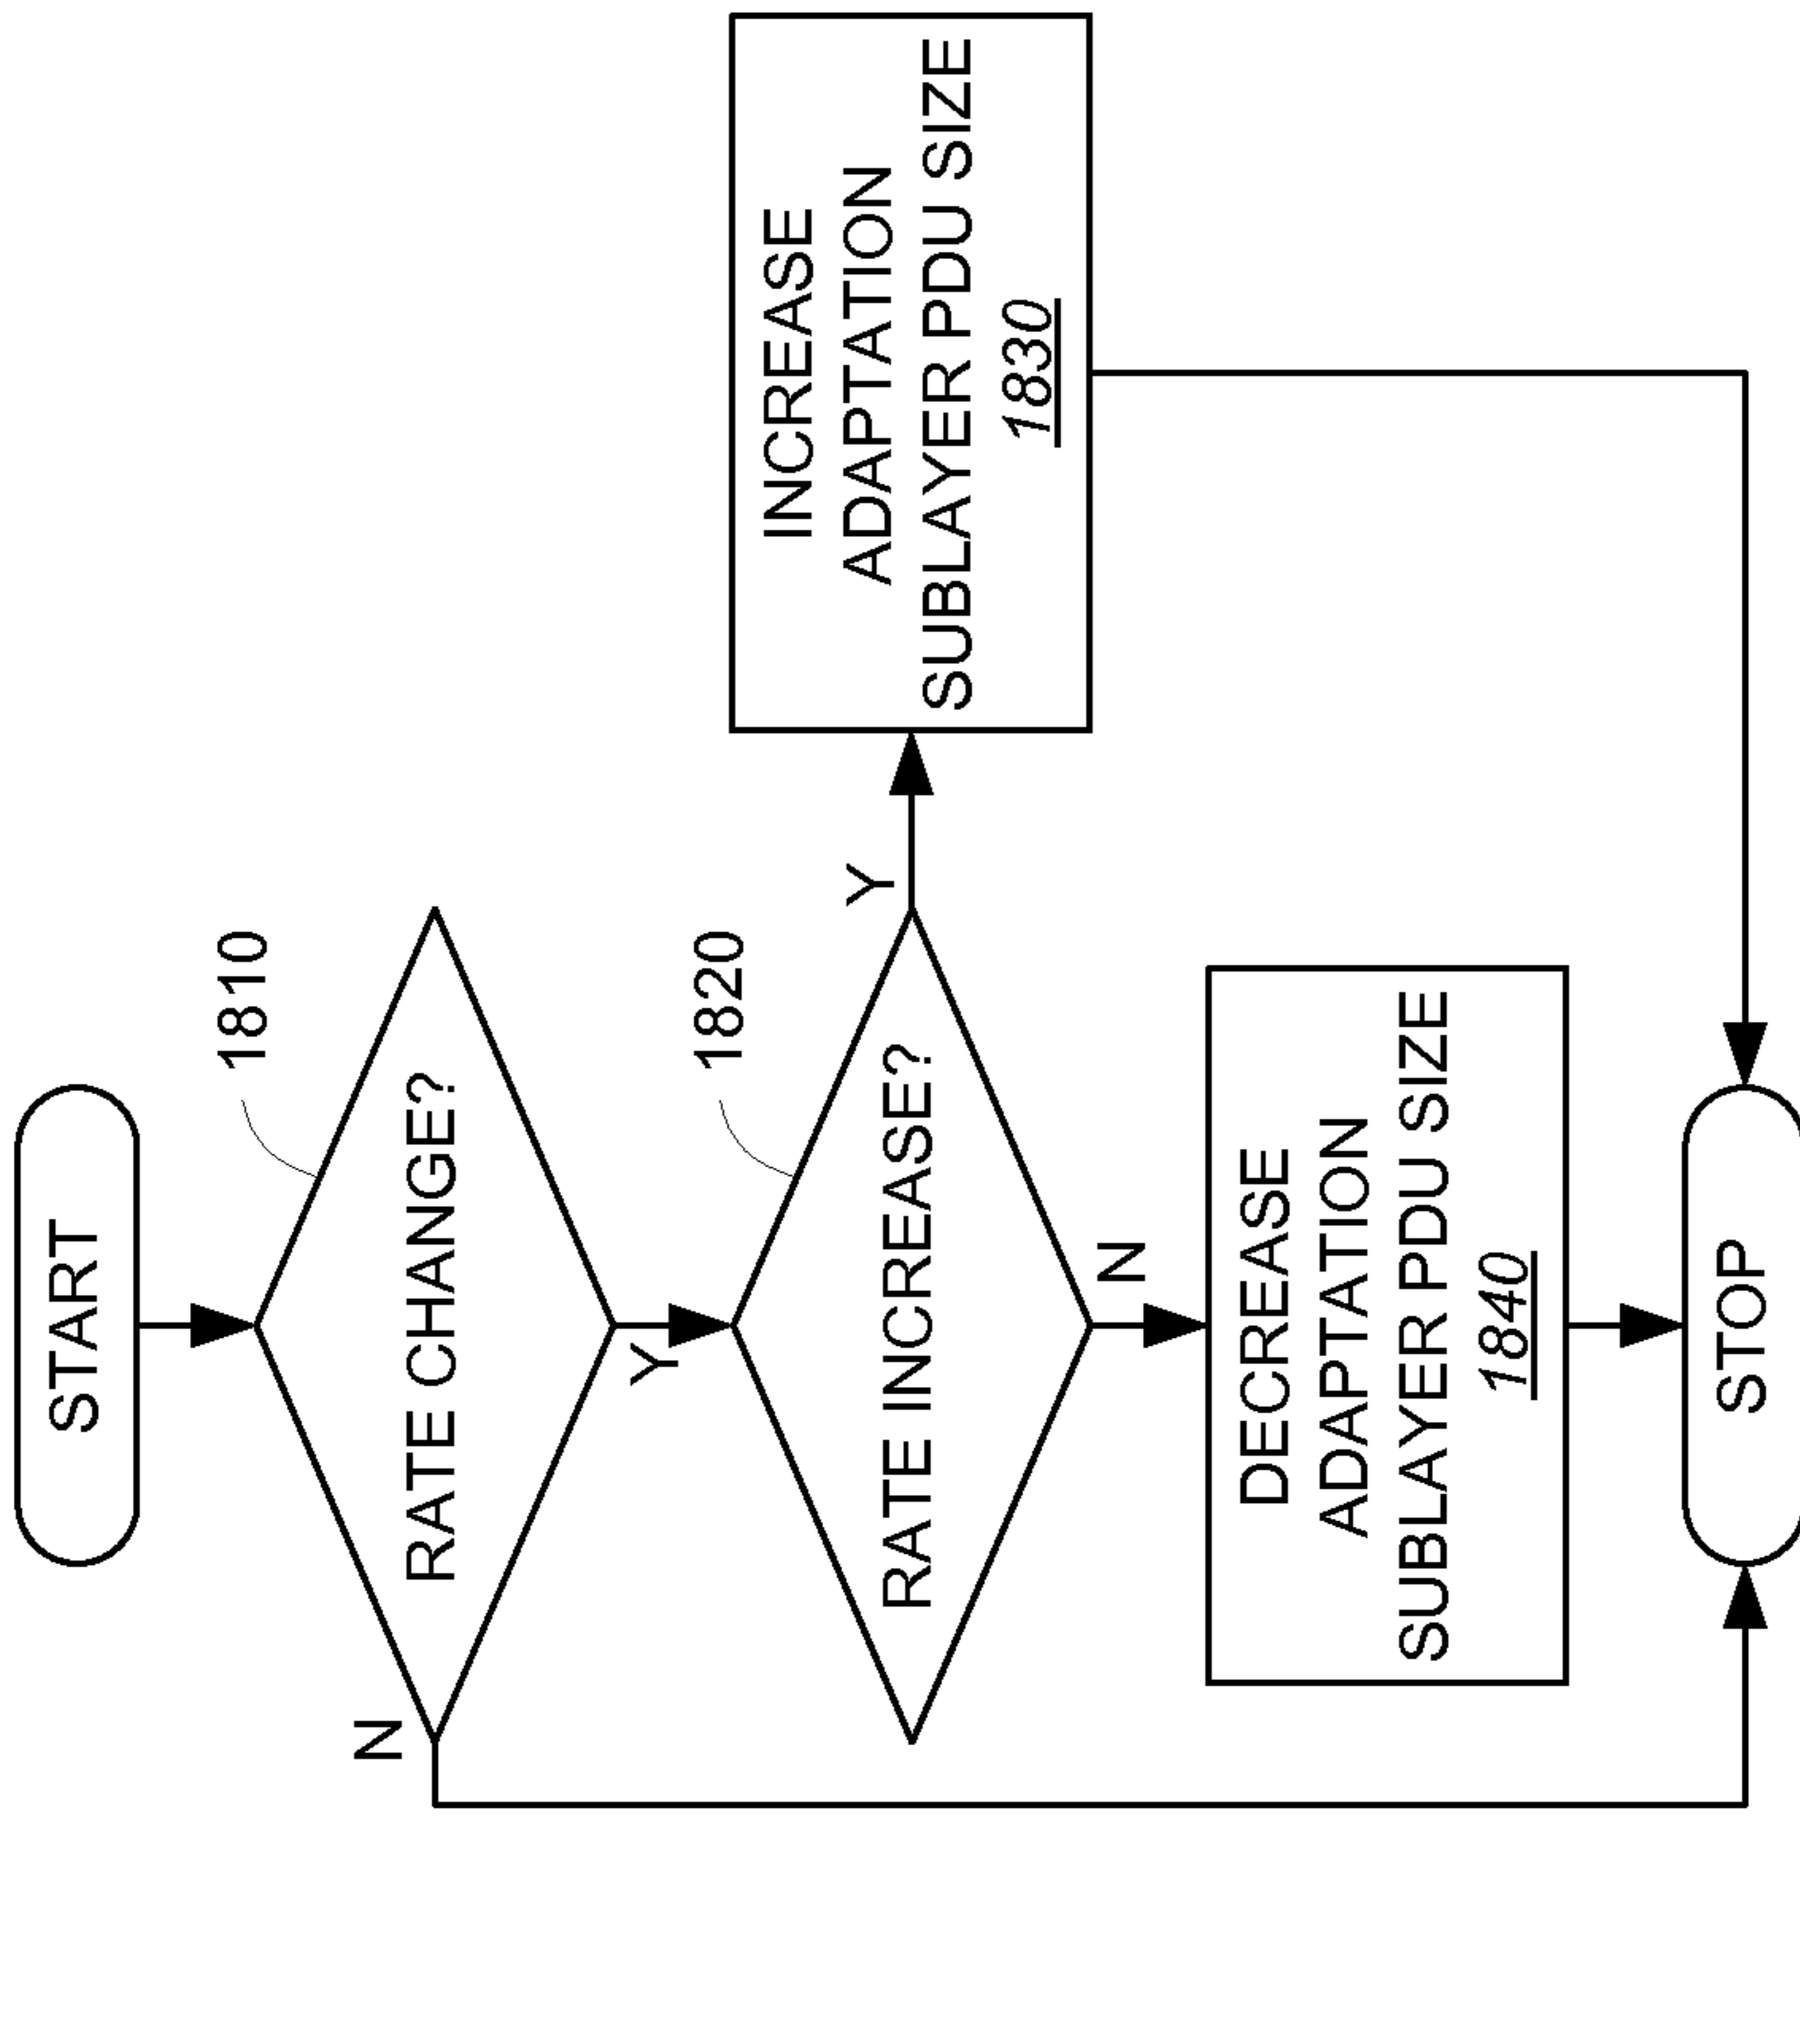 START
1810
RATE CHANGE?
N
Y
1820
RATE INCREASE?
Y
INCREASE
ADAPTATION
SUBLAYER PDU SIZE
1830
N
DECREASE
ADAPTATION
SUBLAYER PDU SIZE
1840
STOP